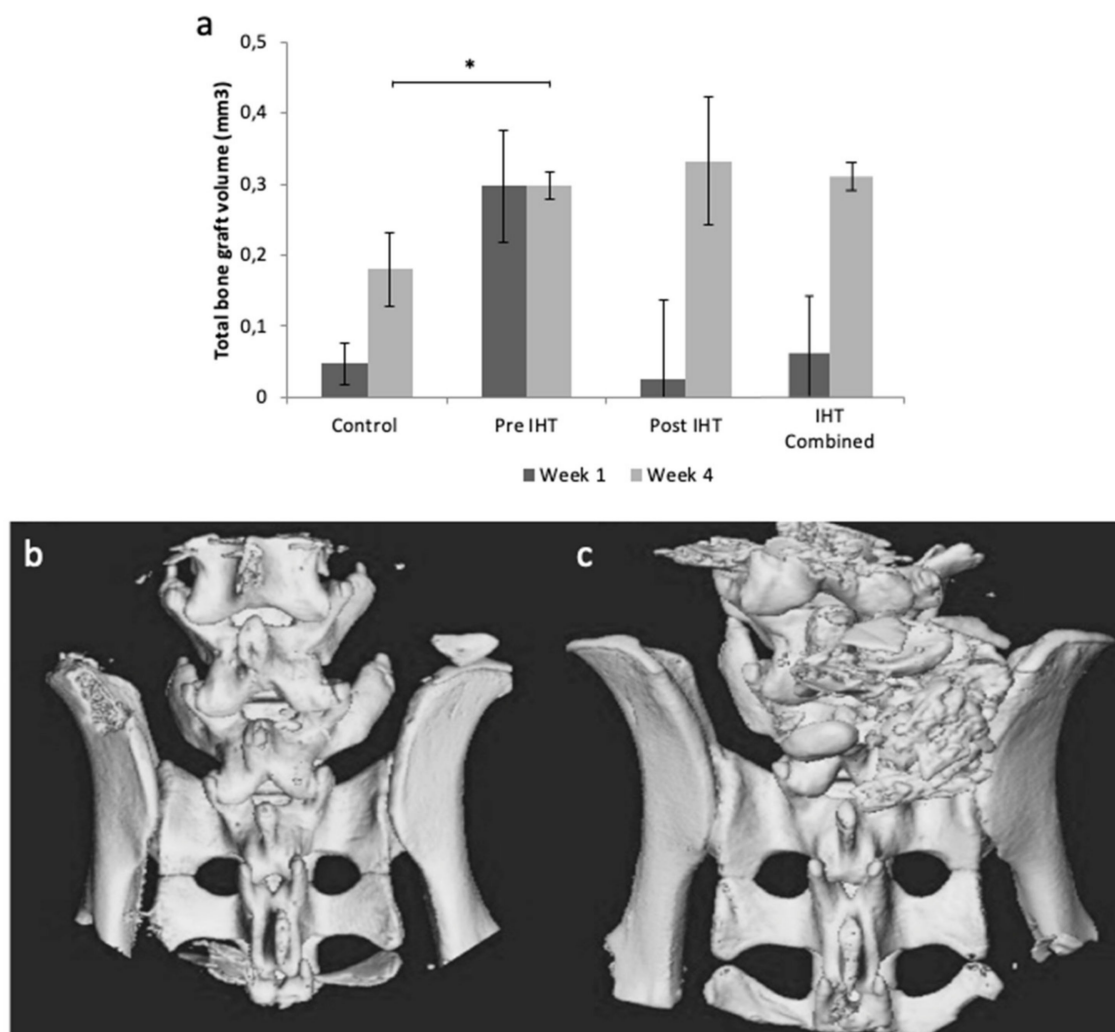 a
0,5
0,4
0,3
0,2
0,1
0
Total bone graft volume (mm3)
*
Control
Pre IHT
Post IHT
IHT
Combined
Week 1
Week 4
b
c